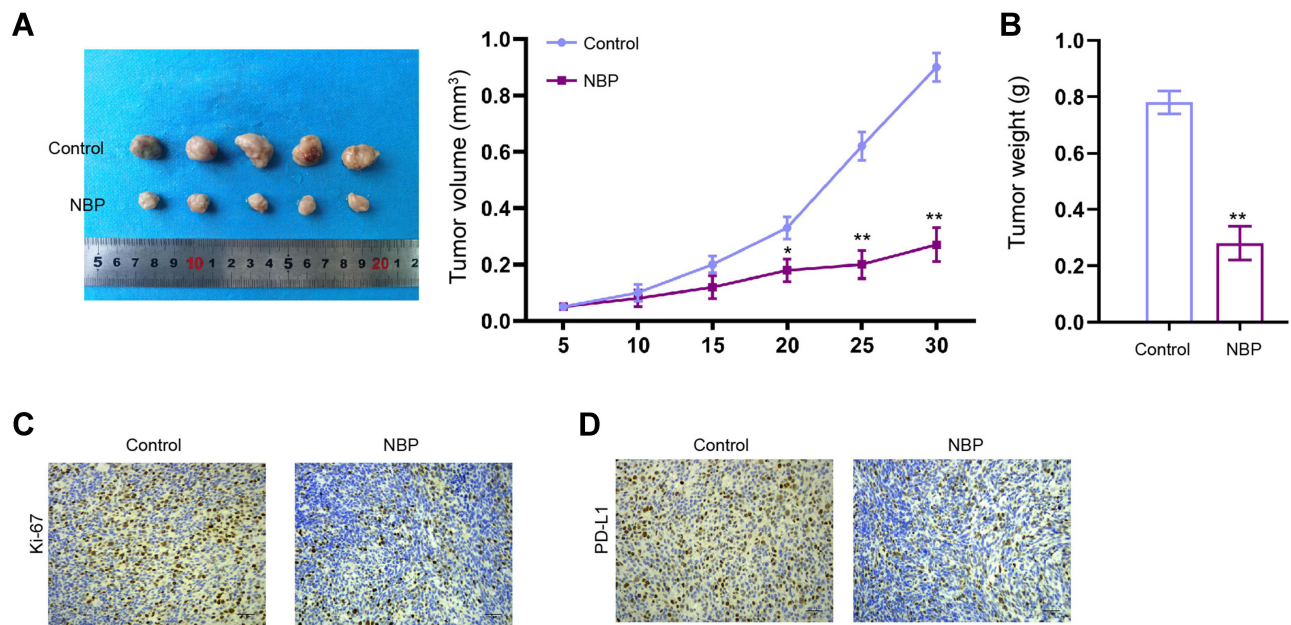 A
Control
NBP
5 6 7 8 9 10 1 2 3 4 5 6 7 8 9 20 1 2
Tumor volume (mm³)
1.0
0.8
0.6
0.4
0.2
0.0
Control
NBP
*
**
**
5 10 15 20 25 30
B
Tumor weight (g)
1.0
0.8
0.6
0.4
0.2
0.0
**
Control NBP
C
Control NBP
Ki-67
D
Control NBP
PD-L1